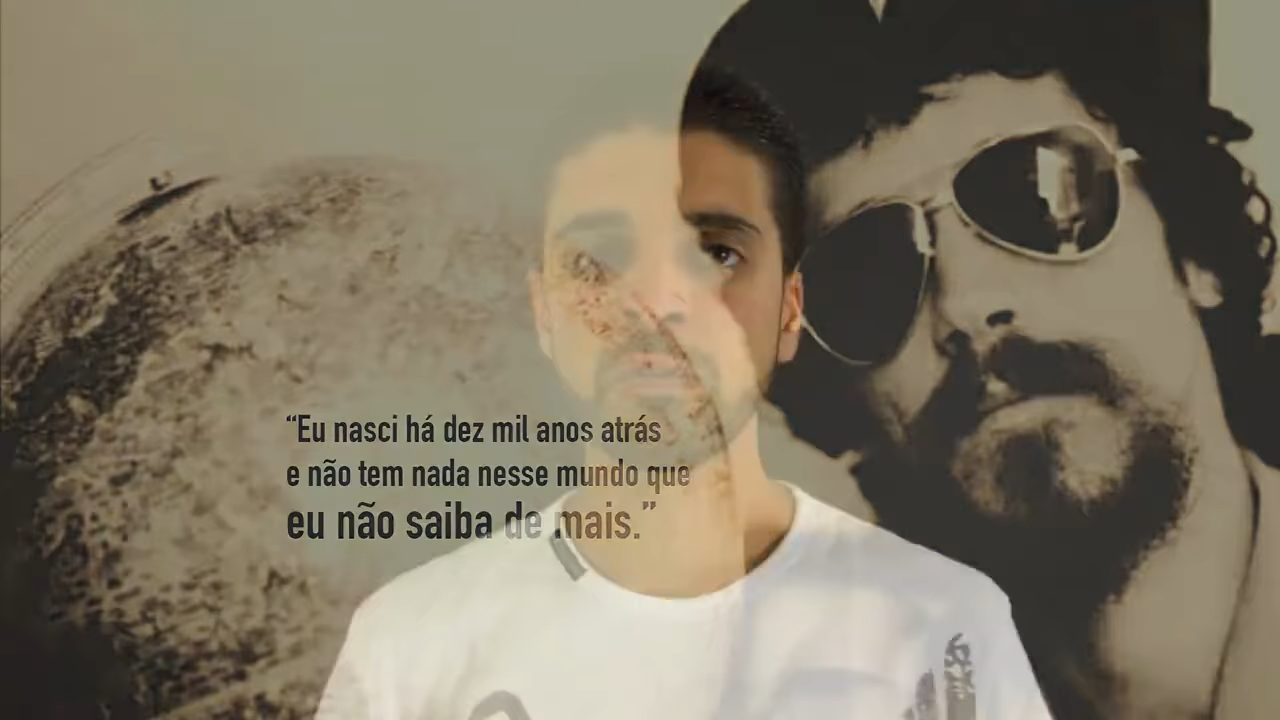 “Eu nasci há dez mil anos atrás
e não tem nada nesse mundo que
eu não saiba de mais.”